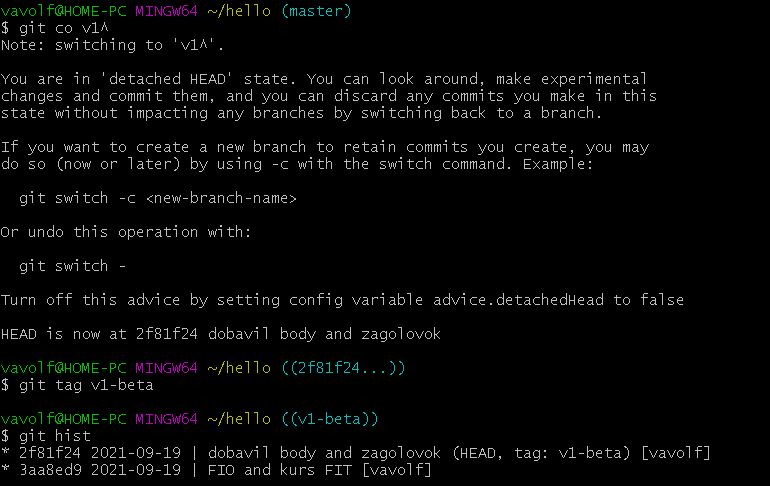 vavolf@HOME-PC MINGW64 ~/hello (master)
$ git co v1^
Note: switching to 'v1^'.
You are in 'detached HEAD' state. You can look around, make experimental
changes and commit them, and you can discard any commits you make in this
state without impacting any branches by switching back to a branch.
If you want to create a new branch to retain commits you create, you may
do so (now or later) by using -c with the switch command. Example:
git switch -c <new-branch-name>
Or undo this operation with:
git switch -
Turn off this advice by setting config variable advice.detachedHead to false
HEAD is now at 2f81f24 dobavil body and zagolovok
vavolf@HOME-PC MINGW64 ~/hello ((2f81f24...))
$ git tag v1-beta
vavolf@HOME-PC MINGW64 ~/hello ((v1-beta))
$ git hist
* 2f81f24 2021-09-19 | dobavil body and zagolovok (HEAD, tag: v1-beta) [vavolf]
* 3aa8ed9 2021-09-19 | FIO and kurs FIT [vavolf]